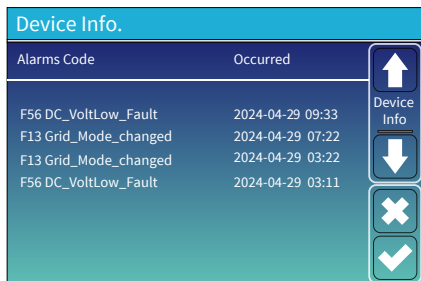 Device Info.
Alarms Code Occurred
Device
Info
F56 DC_VoltLow_Fault 2024-04-29 09:33
F13 Grid_Mode_changed 2024-04-29 07:22
F13 Grid_Mode_changed 2024-04-29 03:22
F56 DC_VoltLow_Fault 2024-04-29 03:11